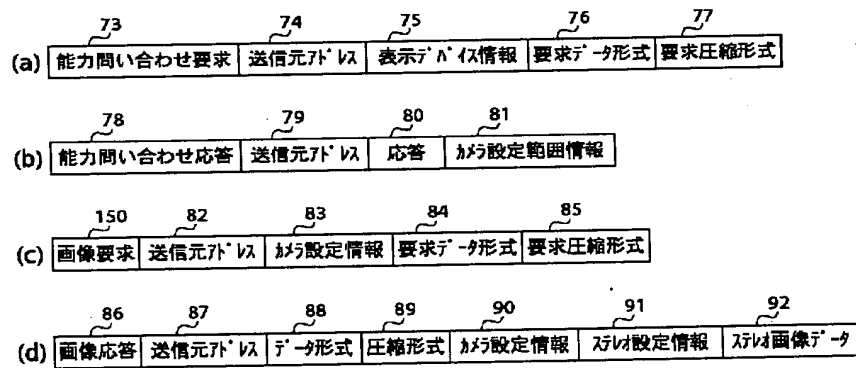 73 74 75 76 77
(a) 能力問い合わせ要求 送信元アドレス 表示デバイス情報 要求データ形式 要求圧縮形式
78 79 80 81
(b) 能力問い合わせ応答 送信元アドレス 応答 カメラ設定範囲情報
150 82 83 84 85
(c) 画像要求 送信元アドレス カメラ設定情報 要求データ形式 要求圧縮形式
86 87 88 89 90 91 92
(d) 画像応答 送信元アドレス データ形式 圧縮形式 カメラ設定情報 ステレオ設定情報 ステレオ画像データ